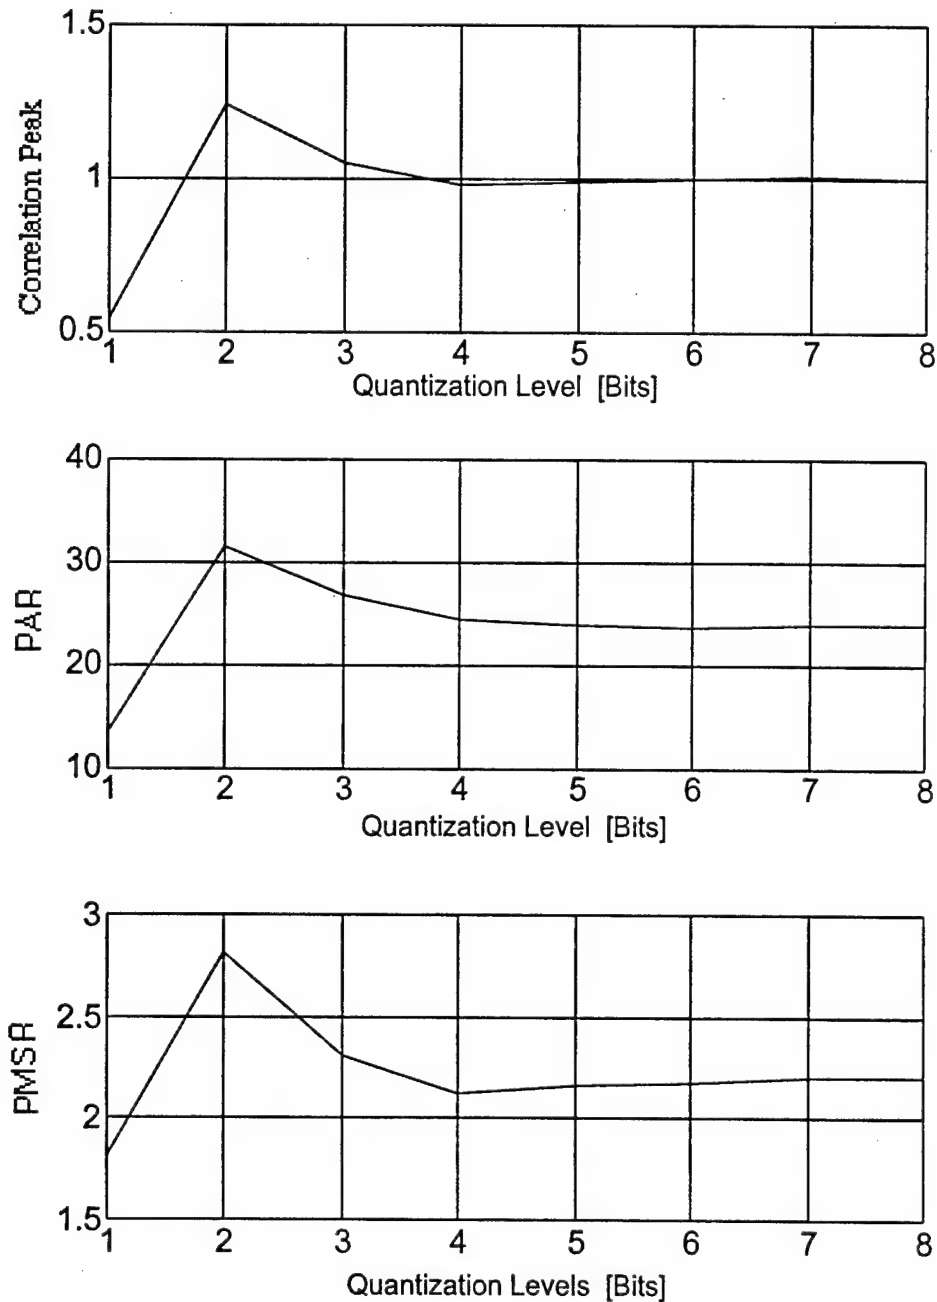 1.5
1
0.5
Correlation Peak
1 2 3 4 5 6 7 8
Quantization Level [Bits]
40
30
20
10
PAR
1 2 3 4 5 6 7 8
Quantization Level [Bits]
3
2.5
2
1.5
PMSR
1 2 3 4 5 6 7 8
Quantization Levels [Bits]